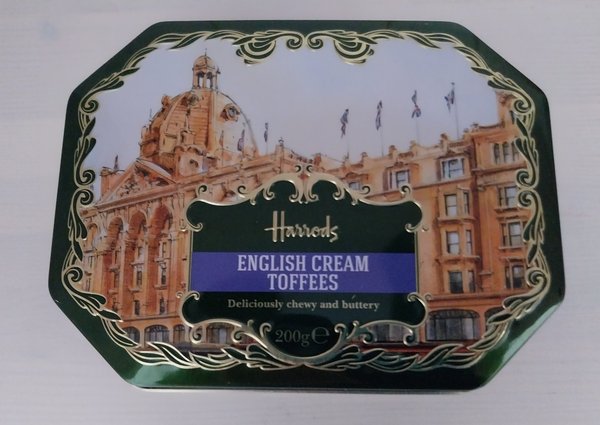 Harrods
ENGLISH CREAM
TOFFEES
Deliciously chewy and buttery
200g℮